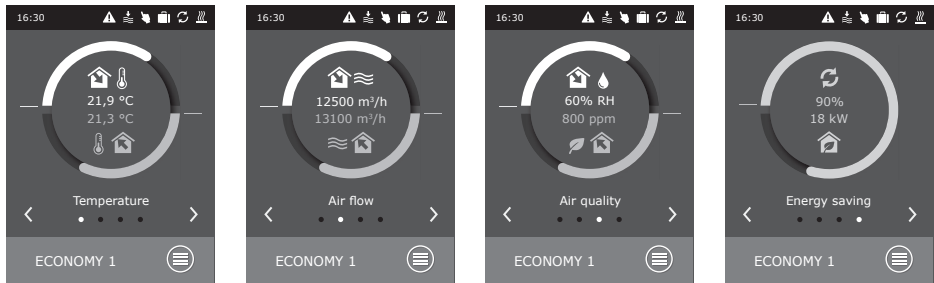 16:30
21,9 °C
21,3 °C
Temperature
ECONOMY 1
16:30
12500 m³/h
13100 m³/h
Air flow
ECONOMY 1
16:30
60% RH
800 ppm
Air quality
ECONOMY 1
16:30
90%
18 kW
Energy saving
ECONOMY 1